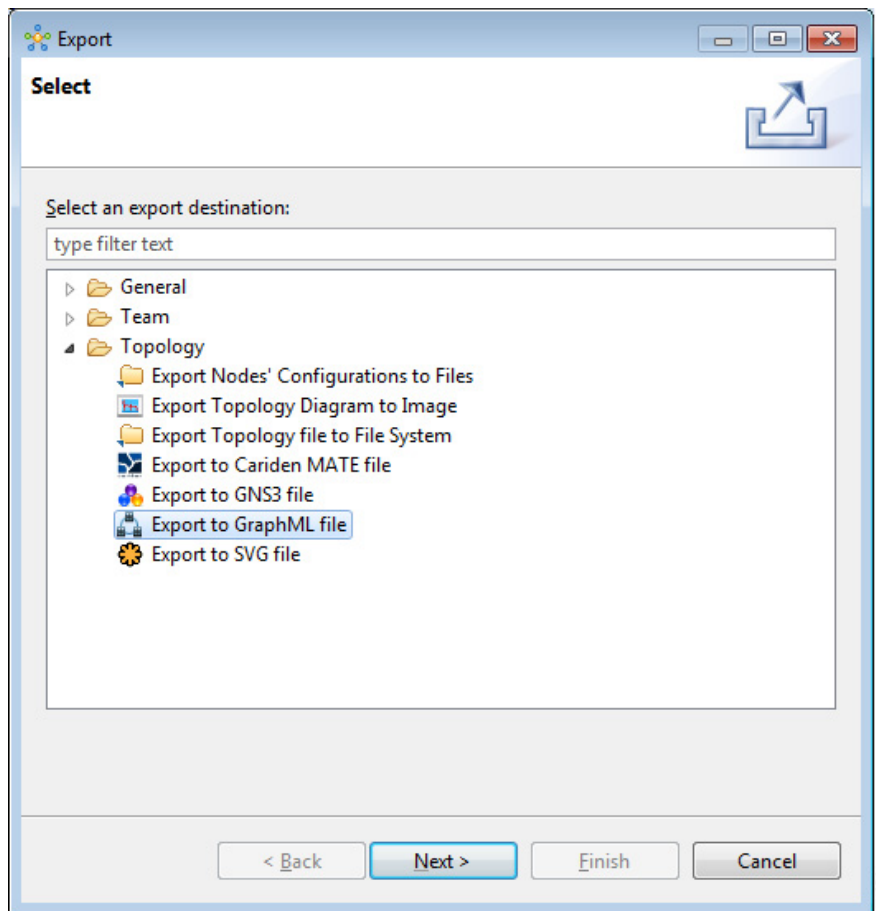 Export
Select
Select an export destination:
type filter text
General
Team
Topology
Export Nodes' Configurations to Files
Export Topology Diagram to Image
Export Topology file to File System
Export to Cariden MATE file
Export to GNS3 file
Export to GraphML file
Export to SVG file
< Back Next > Finish Cancel